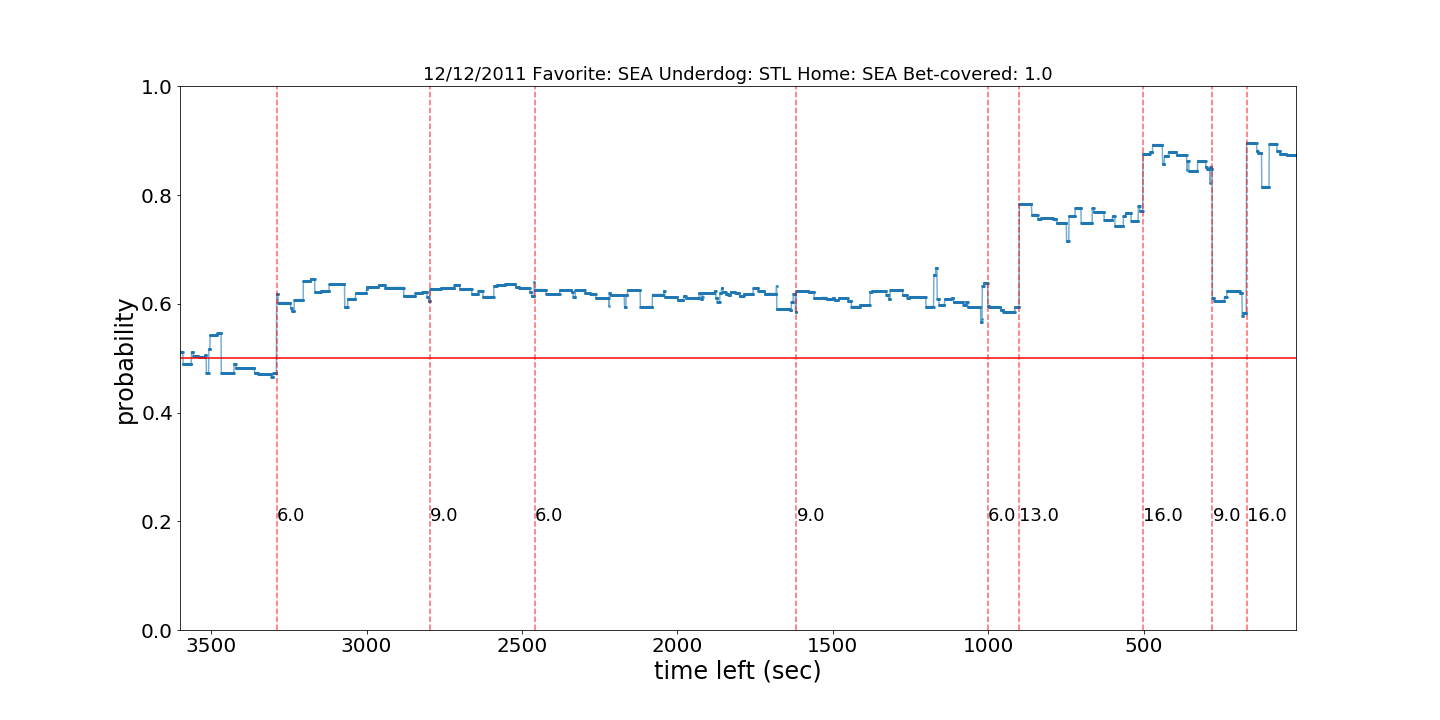 12/12/2011 Favorite: SEA Underdog: STL Home: SEA Bet-covered: 1.0
1.0
0.8
0.6
0.4
0.2
0.0
probability
6.0 9.0 6.0 9.0 6.0 13.0 16.0 9.0 16.0
3500 3000 2500 2000 1500 1000 500
time left (sec)